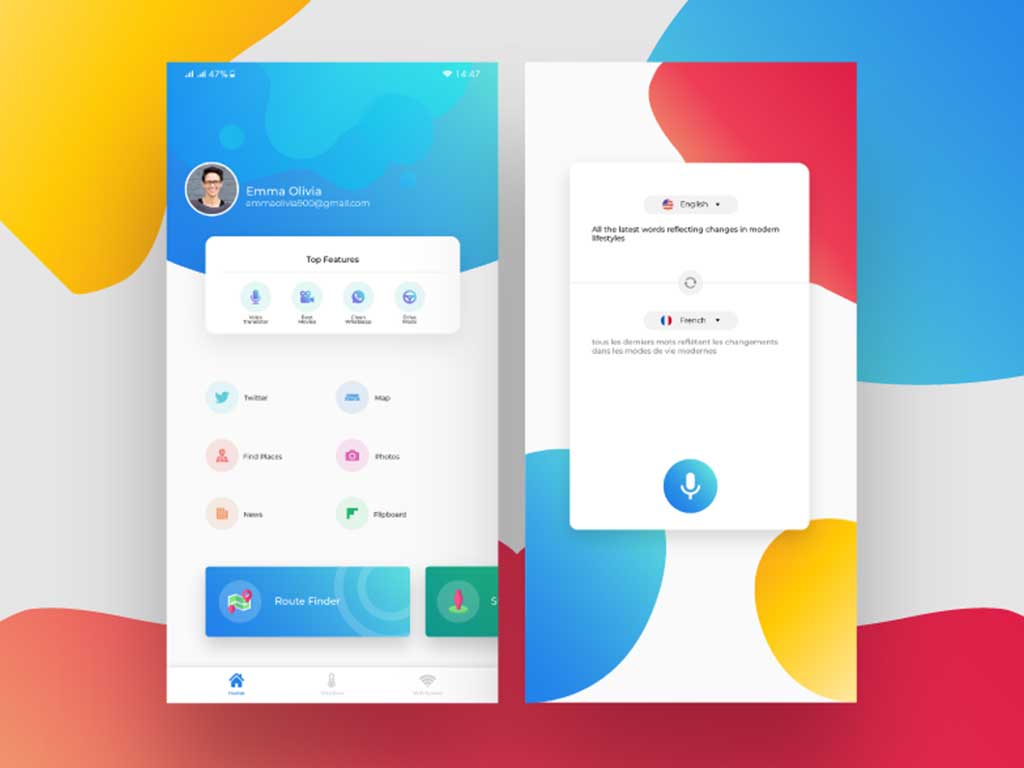 47%
14:47
Emma Olivia
emmaolivia900@gmail.com
Top Features
Voice
Translator
Best
Movies
Clean
Whatsapp
Drive
Mode
Twitter
Map
Find Places
Photos
News
Flipboard
Route Finder
S
Home
English
All the latest words reflecting changes in modern
lifestyles
French
tous les derniers mots reflétant les changements
dans les modes de vie modernes